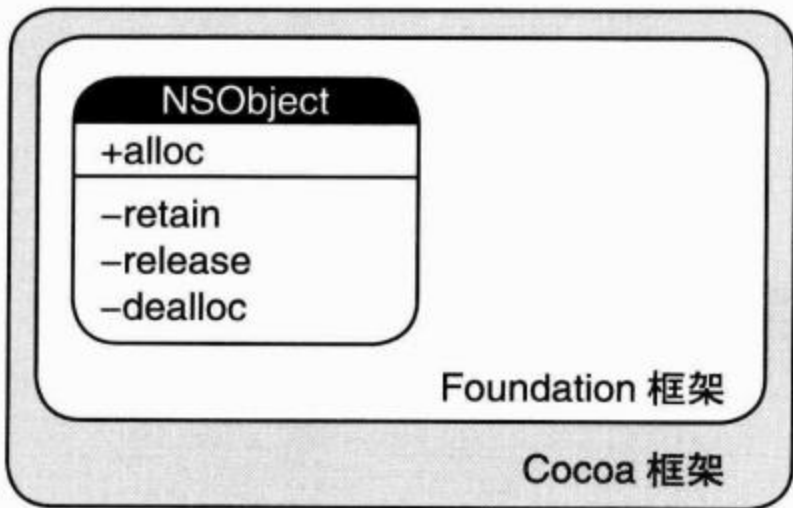 NSObject
+alloc
–retain
–release
–dealloc
Foundation 框架
Cocoa 框架